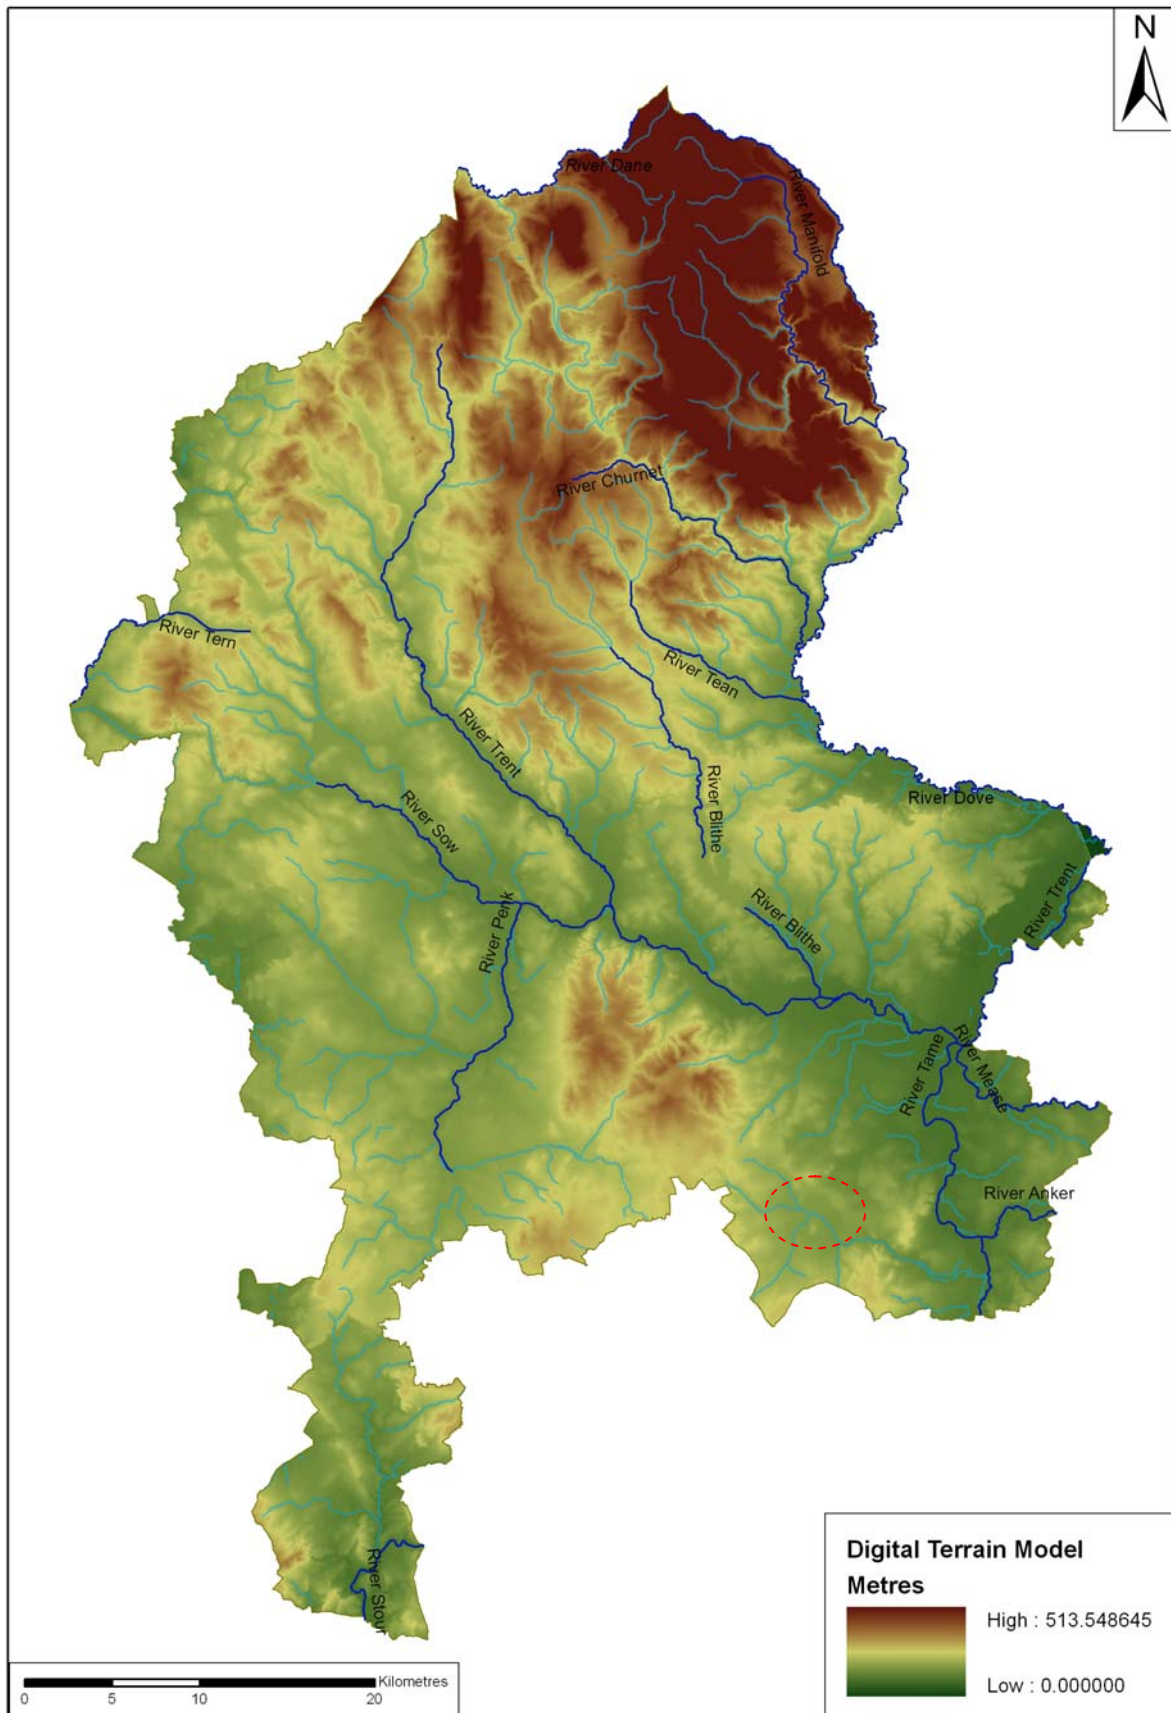 N
River Dane
River Manifold
River Churnet
River Tern
River Tean
River Trent
River Blithe
River Sow
River Dove
River Penk
River Blithe
River Trent
River Tame
River Mease
River Anker
River Stour
Digital Terrain Model
Metres
High : 513.548645
Low : 0.000000
Kilometres
0 5 10 20